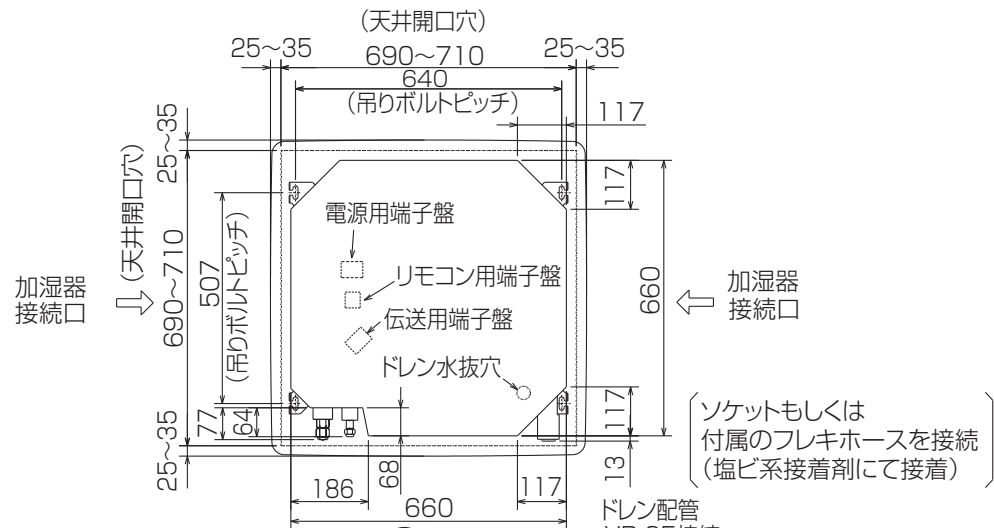 (天井開口穴)
25～35
690～710
25～35
640
(吊りボルトピッチ)
117
25～35
(天井開口穴)
690～710
507
(吊りボルトピッチ)
117
電源用端子盤
リモコン用端子盤
伝送用端子盤
ドレン水抜穴
加湿器
接続口
660
加湿器
接続口
77
64
25～35
68
117
13
ソケットもしくは
付属のフレキホースを接続
(塩ビ系接着剤にて接着)
186
117
660
ドレン配管